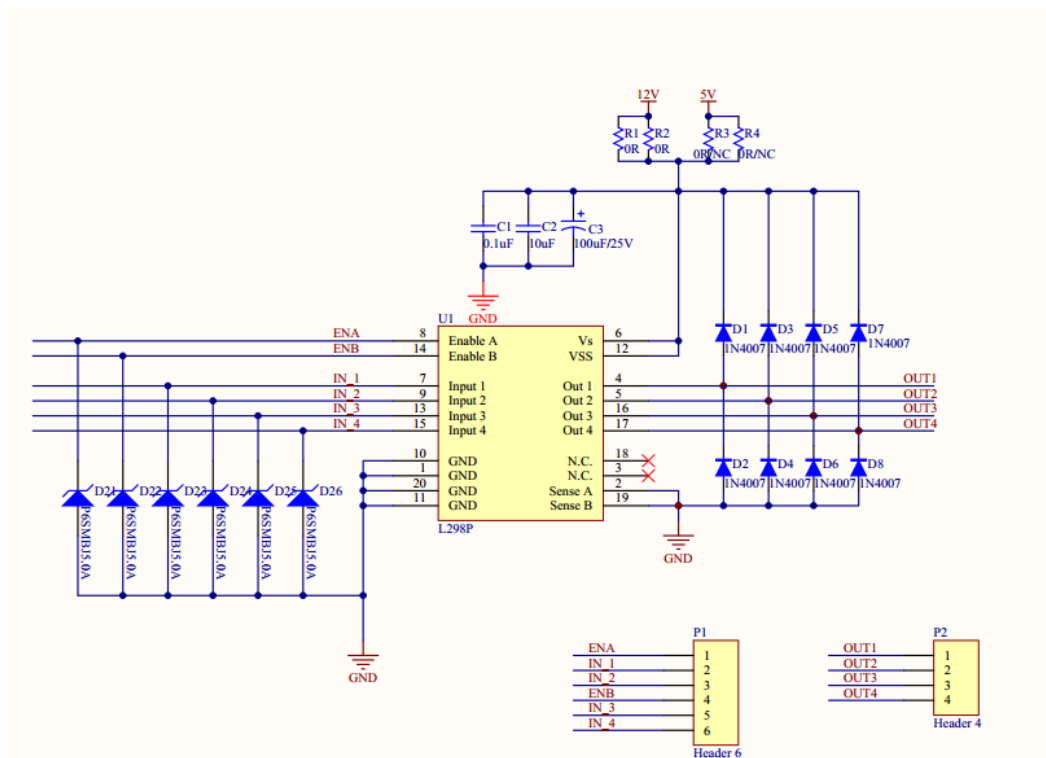 12V 5V
R1 R2 R3 R4
0R 0R 0R/NC 0R/NC
C1 C2 C3
0.1uF 10uF 100uF/25V
GND
U1
ENA 8 Enable A
ENB 14 Enable B
IN_1 7 Input 1
IN_2 9 Input 2
IN_3 13 Input 3
IN_4 15 Input 4
10 GND
1 GND
20 GND
11 GND
Vs 6
VSS 12
Out 1 4 OUT1
Out 2 5 OUT2
Out 3 16 OUT3
Out 4 17 OUT4
N.C. 18
N.C. 3
Sense A 2
Sense B 19
L298P
D1 D3 D5 D7
1N4007 1N4007 1N4007 1N4007
D2 D4 D6 D8
1N4007 1N4007 1N4007 1N4007
GND
D21 D22 D23 D24 D25 D26
P6SMBJ5.0A P6SMBJ5.0A P6SMBJ5.0A P6SMBJ5.0A P6SMBJ5.0A P6SMBJ5.0A
GND
P1
ENA 1
IN_1 2
IN_2 3
ENB 4
IN_3 5
IN_4 6
Header 6
P2
OUT1 1
OUT2 2
OUT3 3
OUT4 4
Header 4